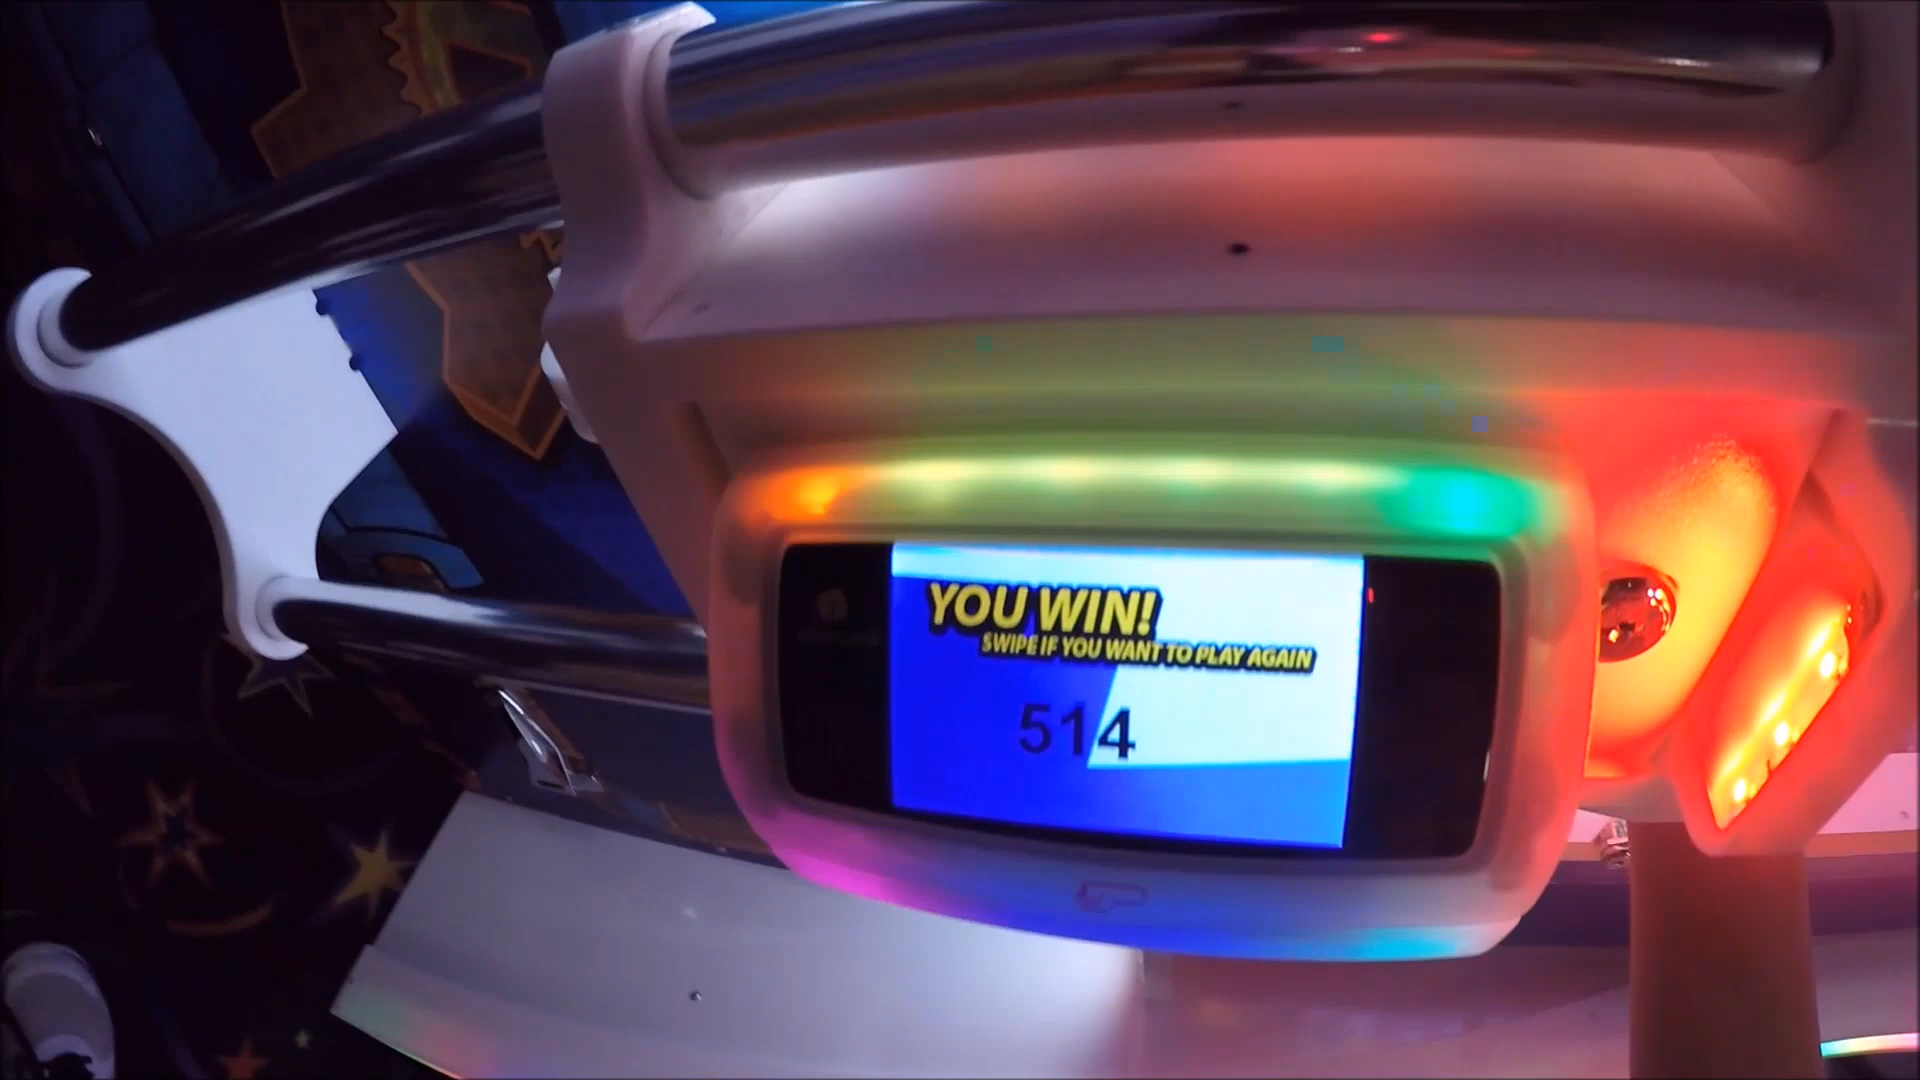 YOU WIN!
SWIPE IF YOU WANT TO PLAY AGAIN
514